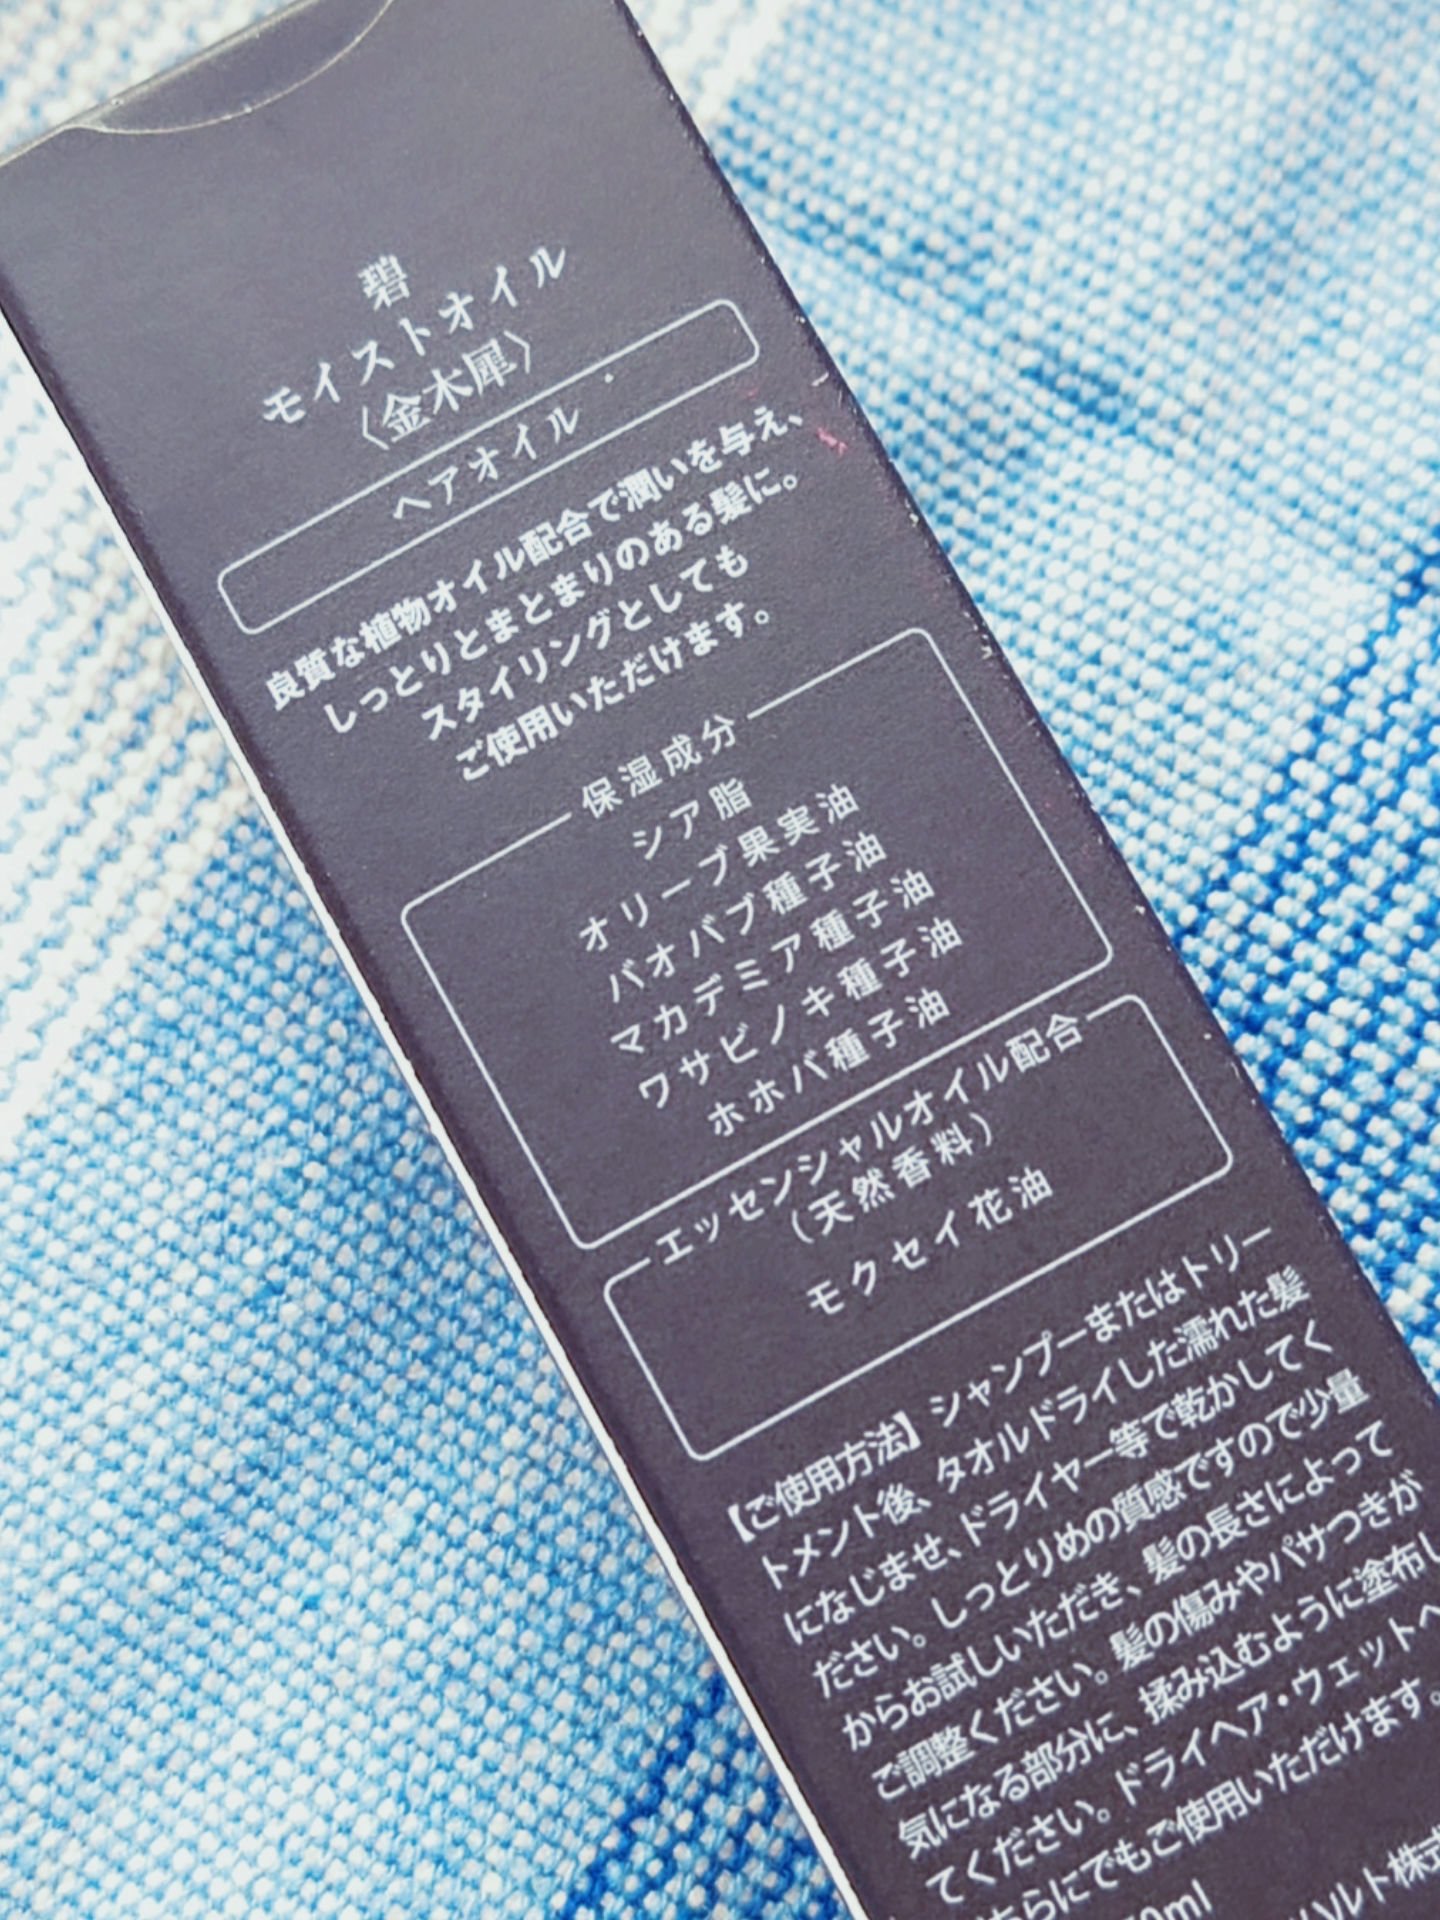 碧
モイストオイル
〈金木犀〉
ヘアオイル
良質な植物オイル配合で潤いを与え、
しっとりとまとまりのある髪に。
スタイリングとしても
ご使用いただけます。
保湿成分
シア脂
オリーブ果実油
バオバブ種子油
マカデミア種子油
ワサビノキ種子油
ホホバ種子油
エッセンシャルオイル配合
(天然香料)
モクセイ花油
【ご使用方法】シャンプーまたはトリー
トメント後、タオルドライした濡れた髪
になじませ、ドライヤー等で乾かしてく
ださい。しっとりめの質感ですので少量
からお試しいただき、髪の長さによって
ご調整ください。髪の傷みやパサつきが
気になる部分に、揉み込むように塗布し
てください。ドライヘア・ウェットヘ
ちらにでもご使用いただけます。
0ml
ソルト株式